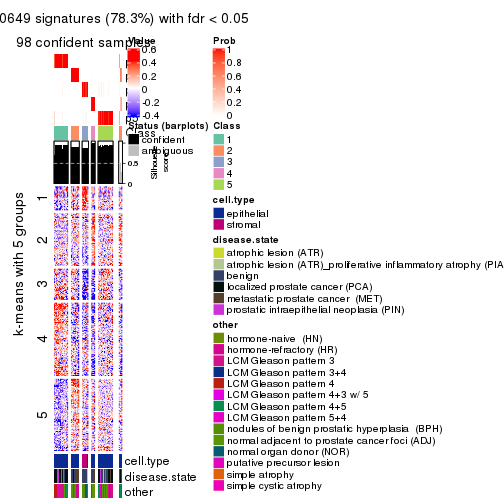 0649 signatures (78.3%) with fdr < 0.05
98 confident samples
Value
0.6
0.4
0.2
0
-0.2
-0.4
Prob
1
0.8
0.6
0.4
0.2
0
Status (barplots)
confident
ambiguous
Class
1
2
3
4
5
Class
0.5
0
Silhouette
score
cell.type
epithelial
stromal
disease.state
atrophic lesion (ATR)
atrophic lesion (ATR)_proliferative inflammatory atrophy (PIA
benign
localized prostate cancer (PCA)
metastatic prostate cancer (MET)
prostatic intraepithelial neoplasia (PIN)
other
hormone-naive (HN)
hormone-refractory (HR)
LCM Gleason pattern 3
LCM Gleason pattern 3+4
LCM Gleason pattern 4
LCM Gleason pattern 4+3 w/ 5
LCM Gleason pattern 4+5
LCM Gleason pattern 5+4
nodules of benign prostatic hyperplasia (BPH)
normal adjacent to prostate cancer foci (ADJ)
normal organ donor (NOR)
putative precursor lesion
simple atrophy
simple cystic atrophy
k-means with 5 groups
1
2
3
4
5
cell.type
disease.state
other